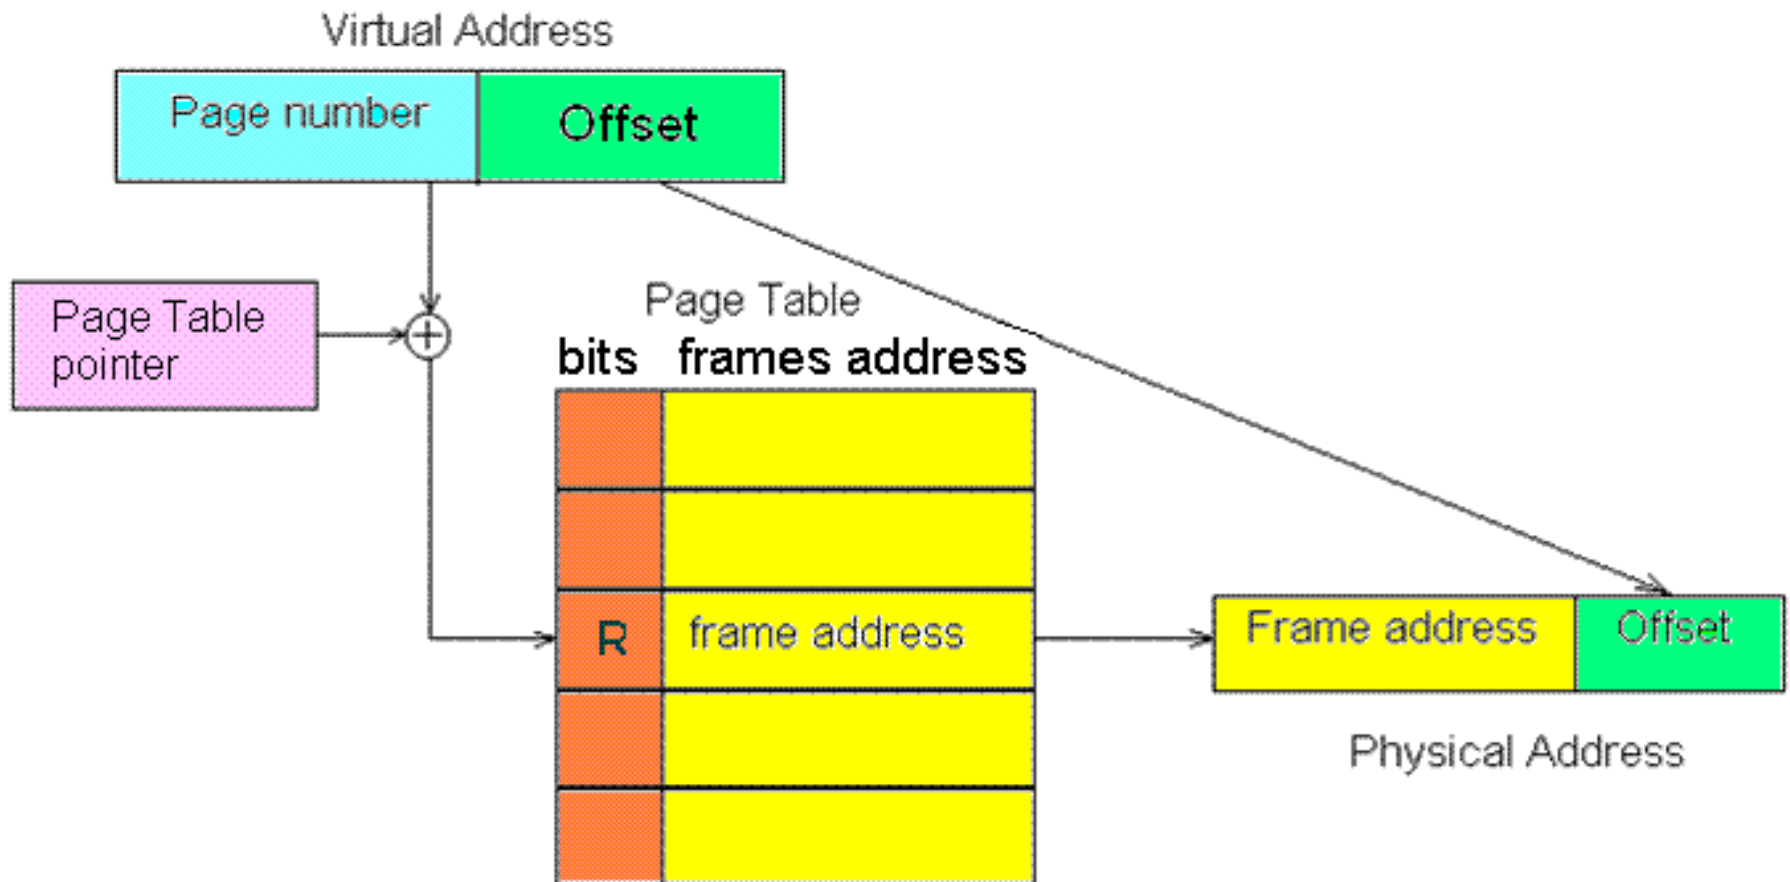 Virtual Address
Page number
Offset
Page Table
pointer
Page Table
bits frames address
R frame address
Frame address Offset
Physical Address